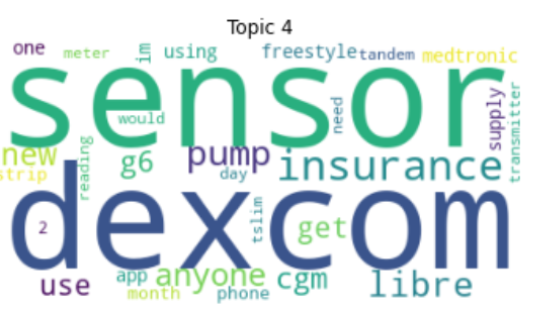 Topic 4
one meter im using freestyle tandem medtronic
sensor
would need supply transmitter
new reading g6 pump insurance
strip day
dexcom
2 tslim get
use app anyone cgm libre
month phone